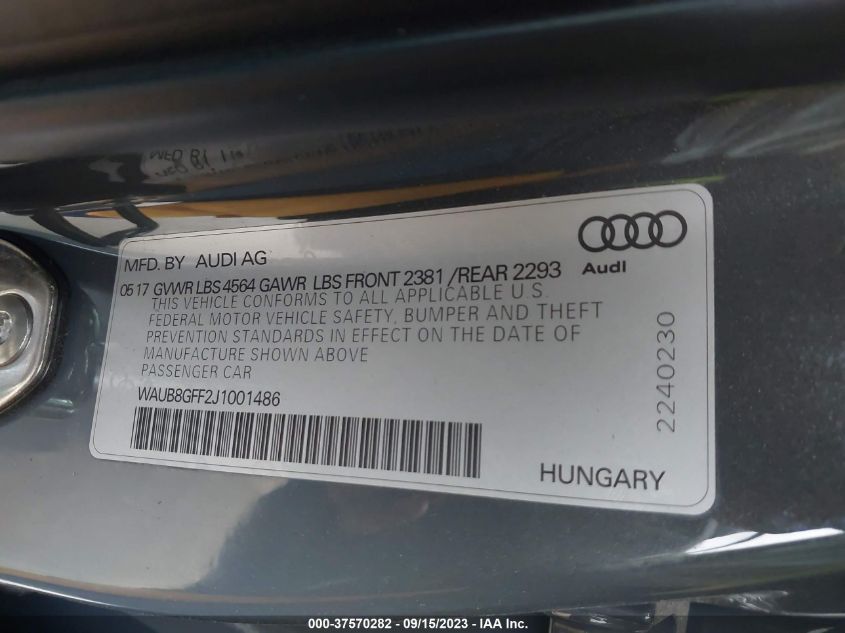 MFD. BY AUDI AG
Audi
05 17 GVWR LBS 4564 GAWR LBS FRONT 2381 /REAR 2293
THIS VEHICLE CONFORMS TO ALL APPLICABLE U.S.
FEDERAL MOTOR VEHICLE SAFETY, BUMPER AND THEFT
PREVENTION STANDARDS IN EFFECT ON THE DATE OF
MANUFACTURE SHOWN ABOVE
PASSENGER CAR
WAUB8GFF2J1001486
2240230
HUNGARY
000-37570282 - 09/15/2023 - IAA Inc.